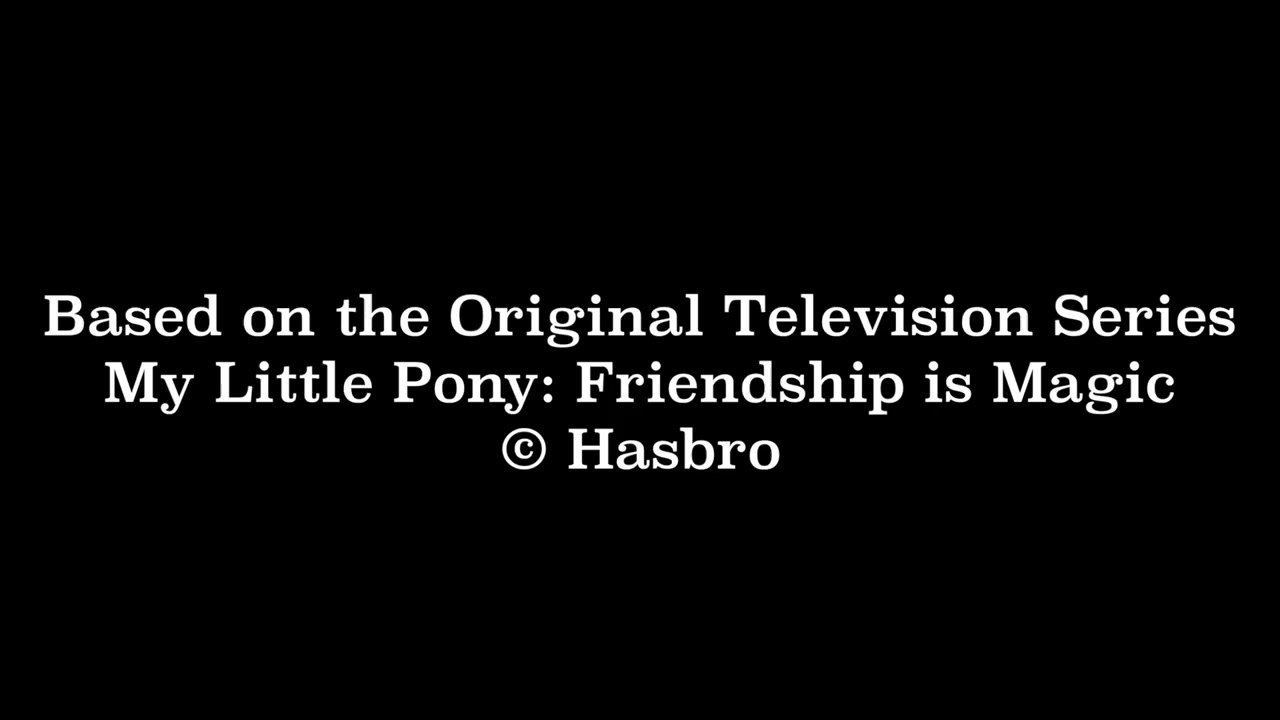 Based on the Original Television Series
My Little Pony: Friendship is Magic
© Hasbro